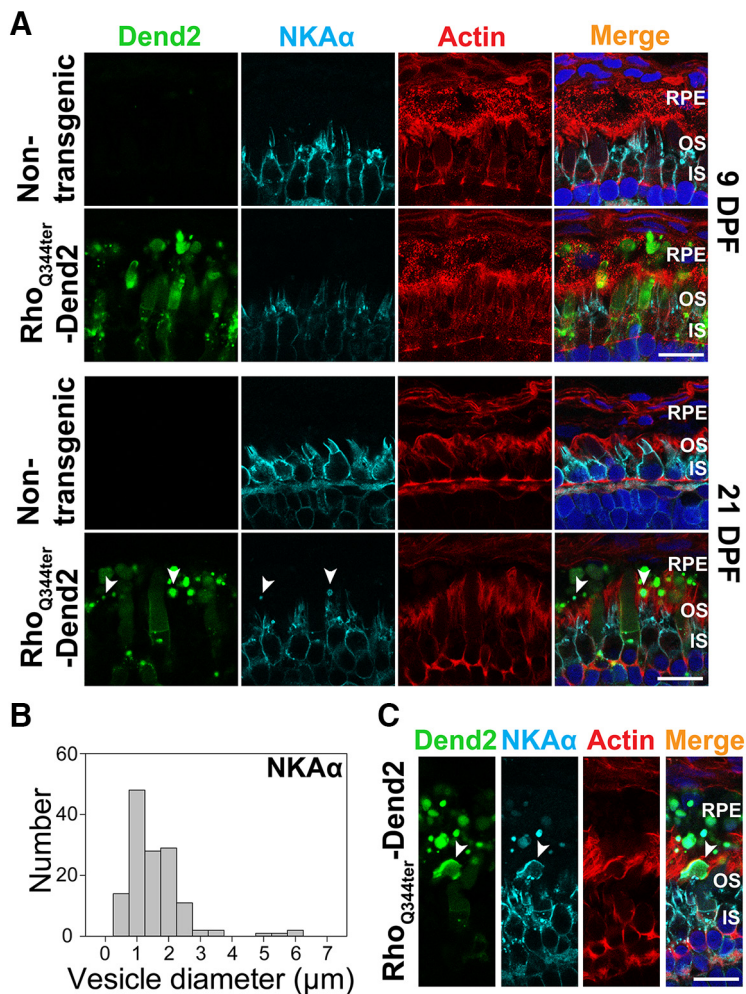 A
Dend2 NKAα Actin Merge
Non-
transgenic
RPE
OS
IS
RhoQ344ter
-Dend2
RPE
OS
IS
9 DPF
Non-
transgenic
RPE
OS
IS
RhoQ344ter
-Dend2
RPE
OS
IS
21 DPF
B
NKAα
Number
60
40
20
0
0 1 2 3 4 5 6 7
Vesicle diameter (µm)
C
Dend2 NKAα Actin Merge
RhoQ344ter-Dend2
RPE
OS
IS